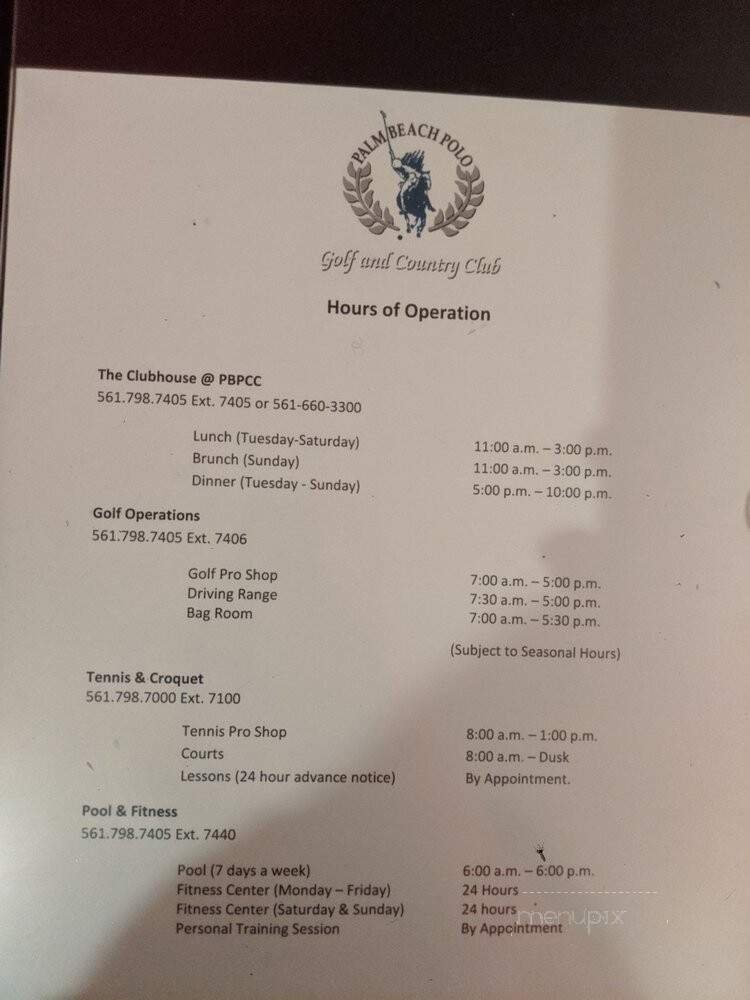 PALM BEACH POLO
Golf and Country Club
Hours of Operation
The Clubhouse @ PBPCC
561.798.7405 Ext. 7405 or 561-660-3300
Lunch (Tuesday-Saturday) 11:00 a.m. – 3:00 p.m.
Brunch (Sunday) 11:00 a.m. – 3:00 p.m.
Dinner (Tuesday - Sunday) 5:00 p.m. – 10:00 p.m.
Golf Operations
561.798.7405 Ext. 7406
Golf Pro Shop 7:00 a.m. – 5:00 p.m.
Driving Range 7:30 a.m. – 5:00 p.m.
Bag Room 7:00 a.m. – 5:30 p.m.
(Subject to Seasonal Hours)
Tennis & Croquet
561.798.7000 Ext. 7100
Tennis Pro Shop 8:00 a.m. – 1:00 p.m.
Courts 8:00 a.m. – Dusk
Lessons (24 hour advance notice) By Appointment.
Pool & Fitness
561.798.7405 Ext. 7440
Pool (7 days a week) 6:00 a.m. – 6:00 p.m.
Fitness Center (Monday – Friday) 24 Hours
Fitness Center (Saturday & Sunday) 24 hours
Personal Training Session By Appointment
menupix